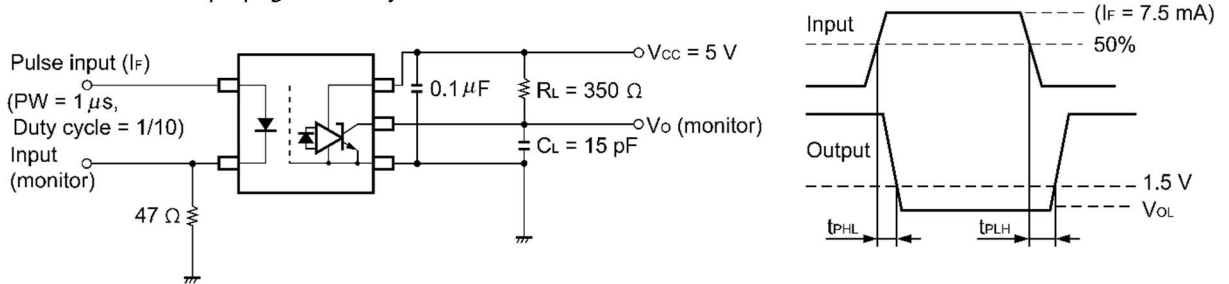 Pulse input (IF)
(PW = 1 μs,
Duty cycle = 1/10)
Input
(monitor)
47 Ω
0.1 μF
VCC = 5 V
RL = 350 Ω
VO (monitor)
CL = 15 pF
Input
(IF = 7.5 mA)
50%
Output
1.5 V
VOL
tPHL
tPLH